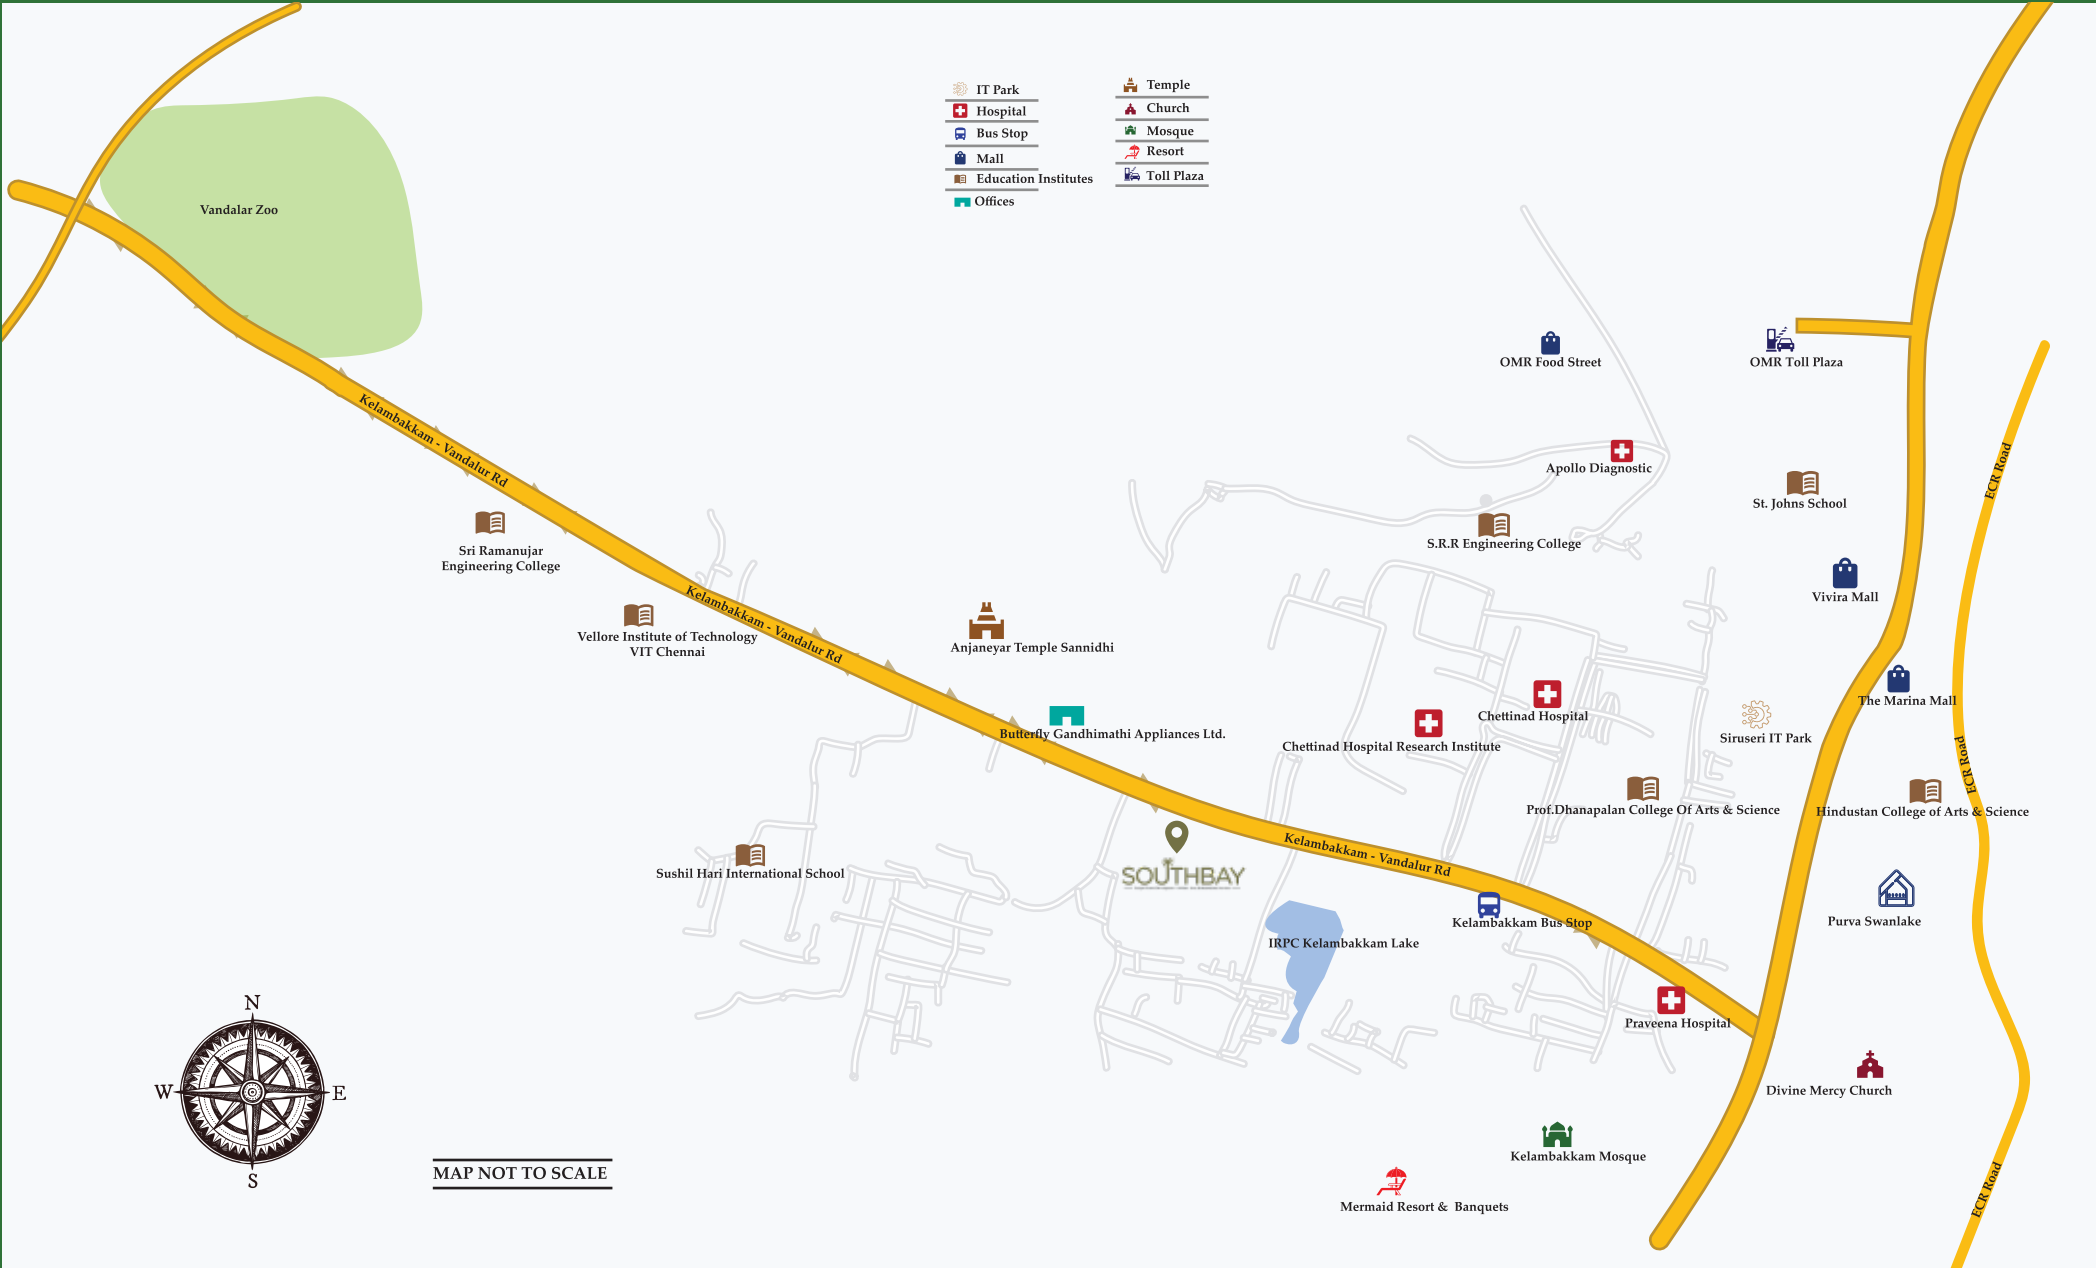 IT Park
Hospital
Bus Stop
Mall
Education Institutes
Offices
Temple
Church
Mosque
Resort
Toll Plaza
Vandalar Zoo
OMR Food Street
OMR Toll Plaza
Kelambakkam - Vandalur Rd
ECR Road
Apollo Diagnostic
St. Johns School
Sri Ramanujar
Engineering College
S.R.R Engineering College
Vivira Mall
Kelambakkam - Vandalur Rd
Vellore Institute of Technology
VIT Chennai
Anjaneyar Temple Sannidhi
The Marina Mall
Chettinad Hospital
Butterfly Gandhimathi Appliances Ltd.
Chettinad Hospital Research Institute
Siruseri IT Park
ECR Road
Prof.Dhanapalan College Of Arts & Science
Hindustan College of Arts & Science
Kelambakkam - Vandalur Rd
Sushil Hari International School
SOUTHBAY
Kelambakkam Bus Stop
Purva Swanlake
IRPC Kelambakkam Lake
N
W
E
S
Praveena Hospital
Divine Mercy Church
Kelambakkam Mosque
MAP NOT TO SCALE
Mermaid Resort & Banquets
ECR Road